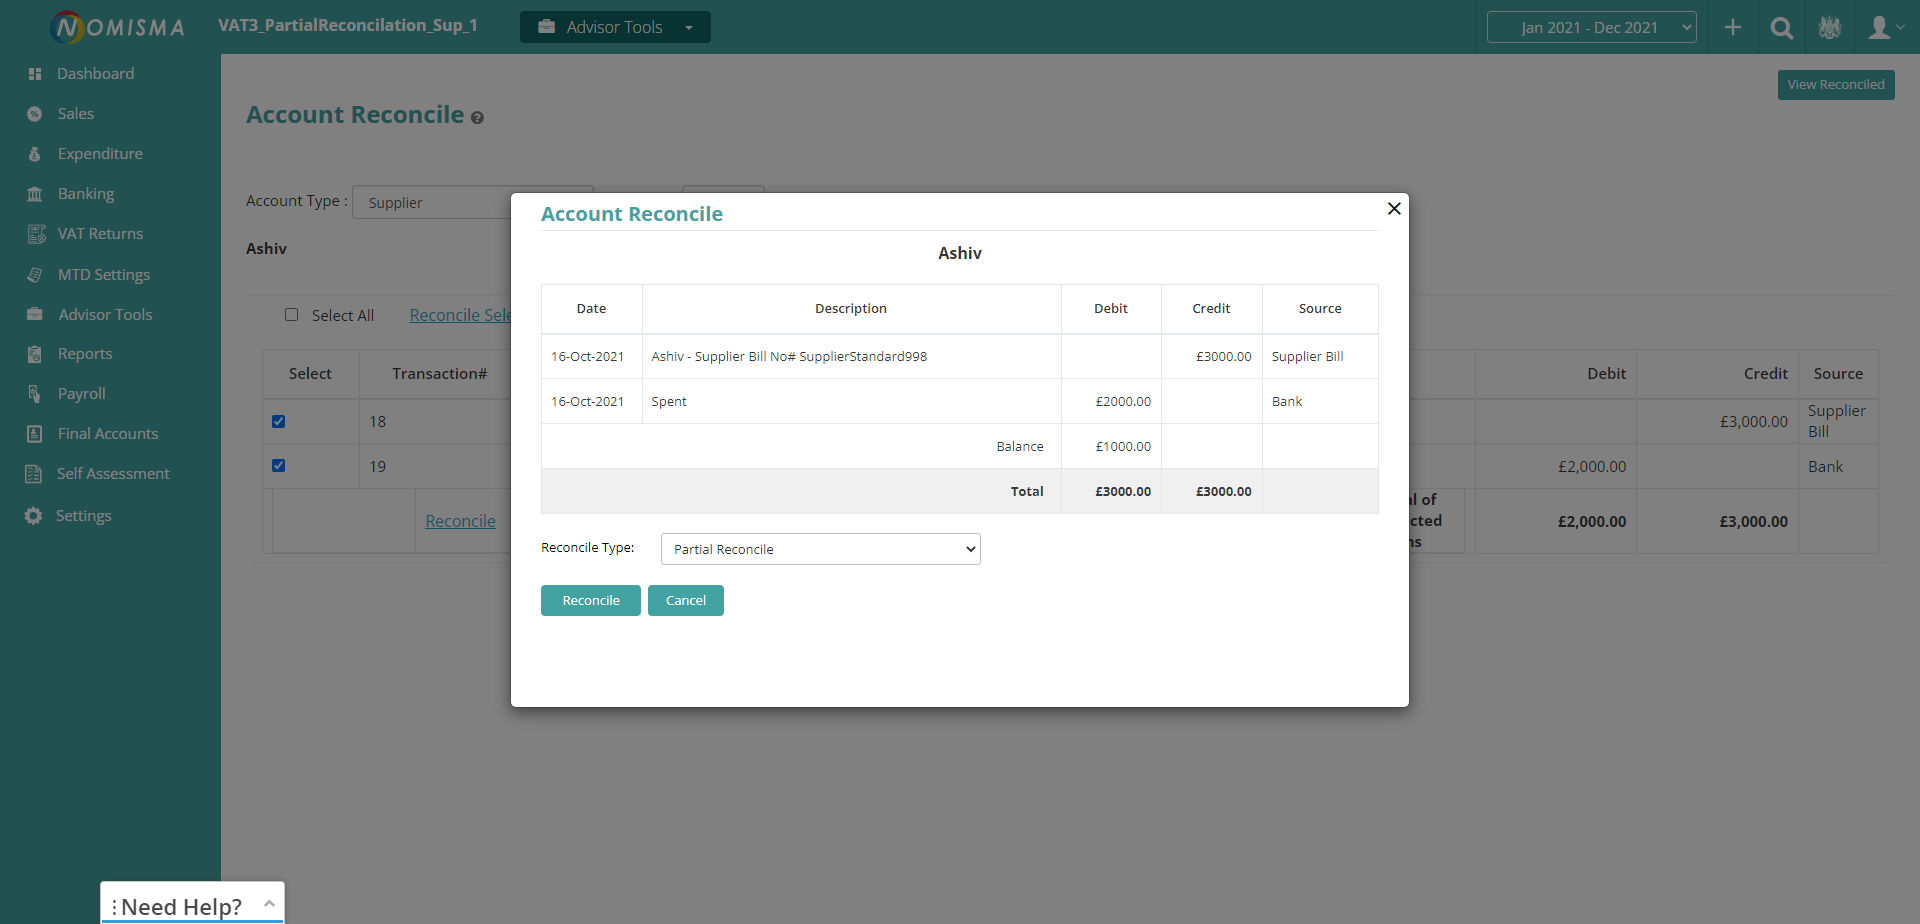 NOMISMA
VAT3_PartialReconcilation_Sup_1
Advisor Tools
Jan 2021 - Dec 2021
Dashboard
Sales
Expenditure
Banking
VAT Returns
MTD Settings
Advisor Tools
Reports
Payroll
Final Accounts
Self Assessment
Settings
View Reconciled
Account Reconcile
Account Type : Supplier
Ashiv
Select All Reconcile Sele
Select Transaction# Debit Credit Source
18 £3,000.00 Supplier Bill
19 £2,000.00 Bank
Reconcile £2,000.00 £3,000.00
Account Reconcile
Ashiv
Date Description Debit Credit Source
16-Oct-2021 Ashiv - Supplier Bill No# SupplierStandard998 £3000.00 Supplier Bill
16-Oct-2021 Spent £2000.00 Bank
Balance £1000.00
Total £3000.00 £3000.00
Reconcile Type: Partial Reconcile
Reconcile Cancel
Need Help?